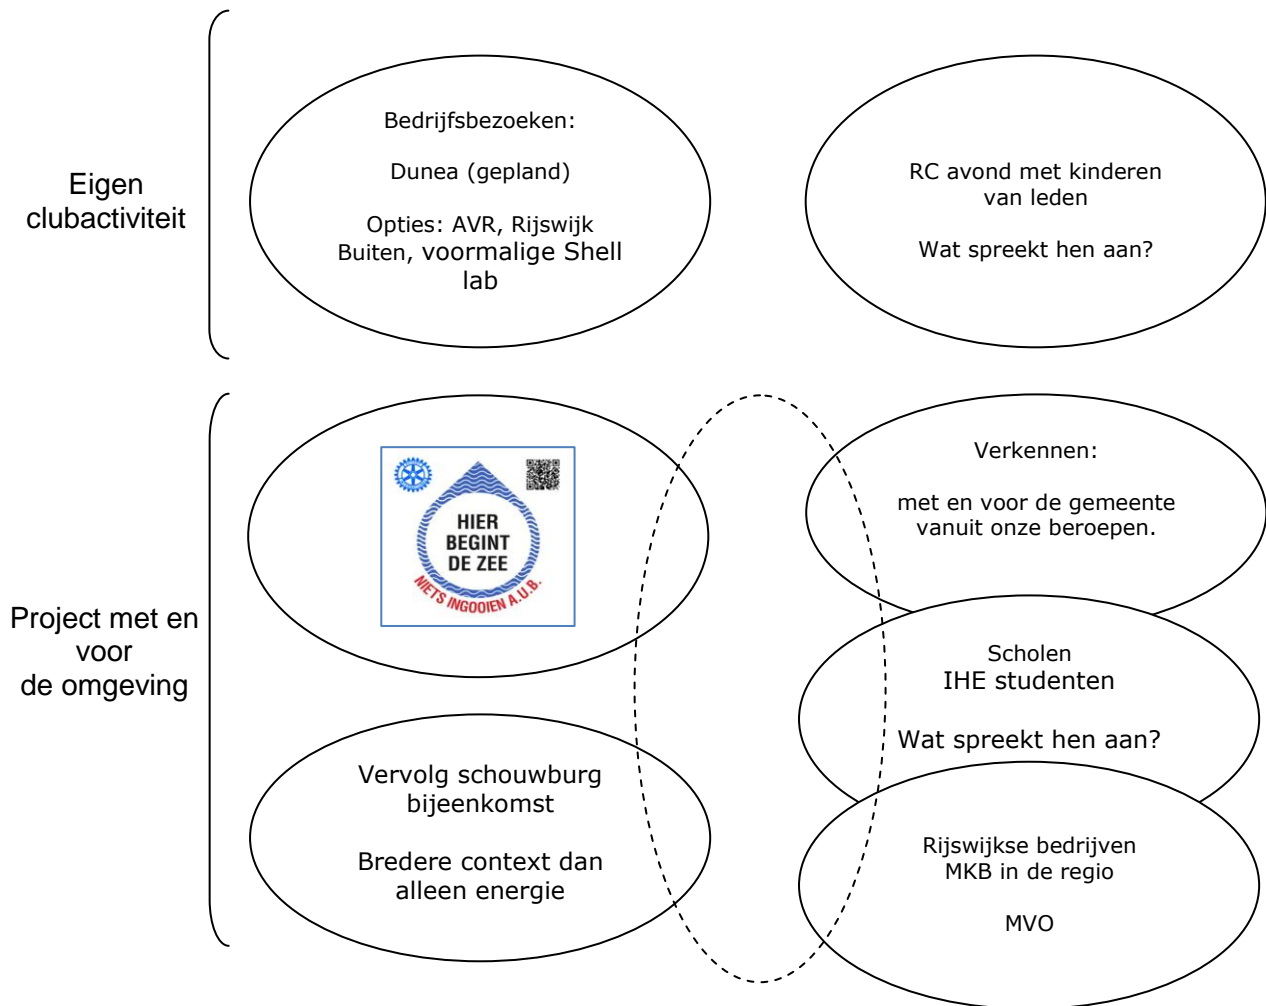 Eigen
clubactiviteit
Bedrijfsbezoeken:
Dunea (gepland)
Opties: AVR, Rijswijk
Buiten, voormalige Shell
lab
RC avond met kinderen
van leden
Wat spreekt hen aan?
Project met en
voor
de omgeving
HIER
BEGINT
DE ZEE
NIETS INGOOIEN A.U.B.
Verkennen:
met en voor de gemeente
vanuit onze beroepen.
Scholen
IHE studenten
Wat spreekt hen aan?
Vervolg schouwburg
bijeenkomst
Bredere context dan
alleen energie
Rijswijkse bedrijven
MKB in de regio
MVO